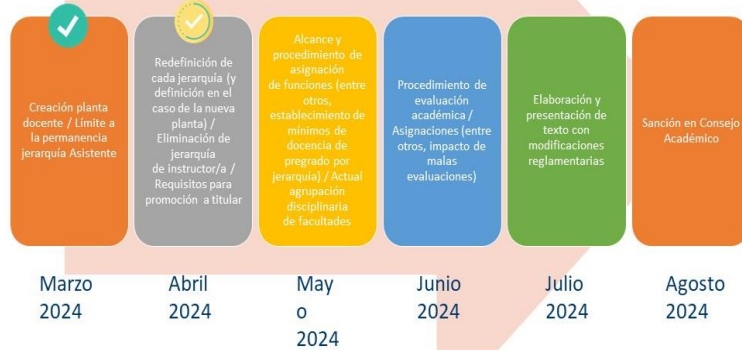 Creación planta
docente / Límite a
la permanencia
jerarquía Asistente
Redefinición de
cada jerarquía (y
definición en el
caso de la nueva
planta) /
Eliminación de
jerarquía
de instructor/a /
Requisitos para
promoción a titular
Alcance y
procedimiento de
asignación
de funciones (entre
otros,
establecimiento de
mínimos de
docencia de
pregrado por
jerarquía) / Actual
agrupación
disciplinaria
de facultades
Procedimiento de
evaluación
académica /
Asignaciones (entre
otros, impacto de
malas
evaluaciones)
Elaboración y
presentación de
texto con
modificaciones
reglamentarias
Sanción en Consejo
Académico
Marzo
2024
Abril
2024
May
o
2024
Junio
2024
Julio
2024
Agosto
2024